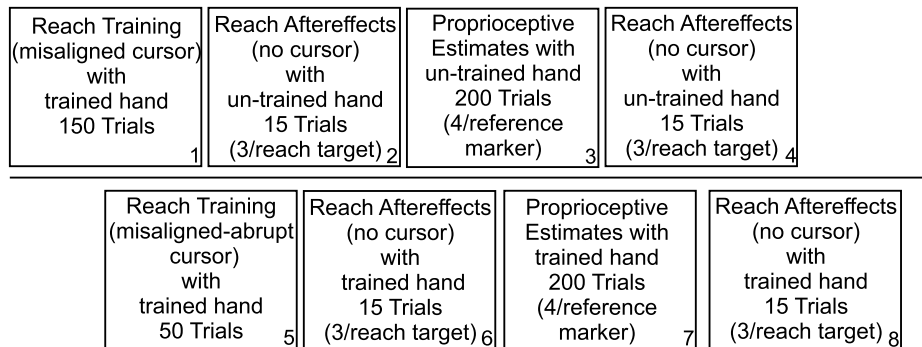 Reach Training
(misaligned cursor)
with
trained hand
150 Trials
1
Reach Aftereffects
(no cursor)
with
un-trained hand
15 Trials
(3/reach target)
2
Proprioceptive
Estimates with
un-trained hand
200 Trials
(4/reference
marker)
3
Reach Aftereffects
(no cursor)
with
un-trained hand
15 Trials
(3/reach target)
4
Reach Training
(misaligned-abrupt
cursor)
with
trained hand
50 Trials
5
Reach Aftereffects
(no cursor)
with
trained hand
15 Trials
(3/reach target)
6
Proprioceptive
Estimates with
trained hand
200 Trials
(4/reference
marker)
7
Reach Aftereffects
(no cursor)
with
trained hand
15 Trials
(3/reach target)
8